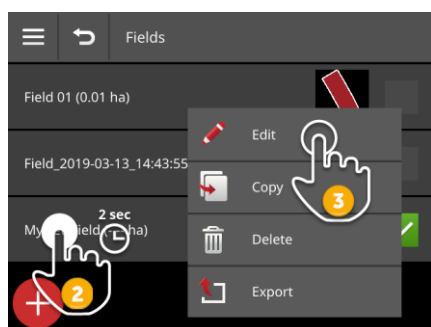 Fields
Field 01 (0.01 ha)
Edit
Field_2019-03-13_14:43:55
3
Copy
2 sec
ha)
Delete
2
Export